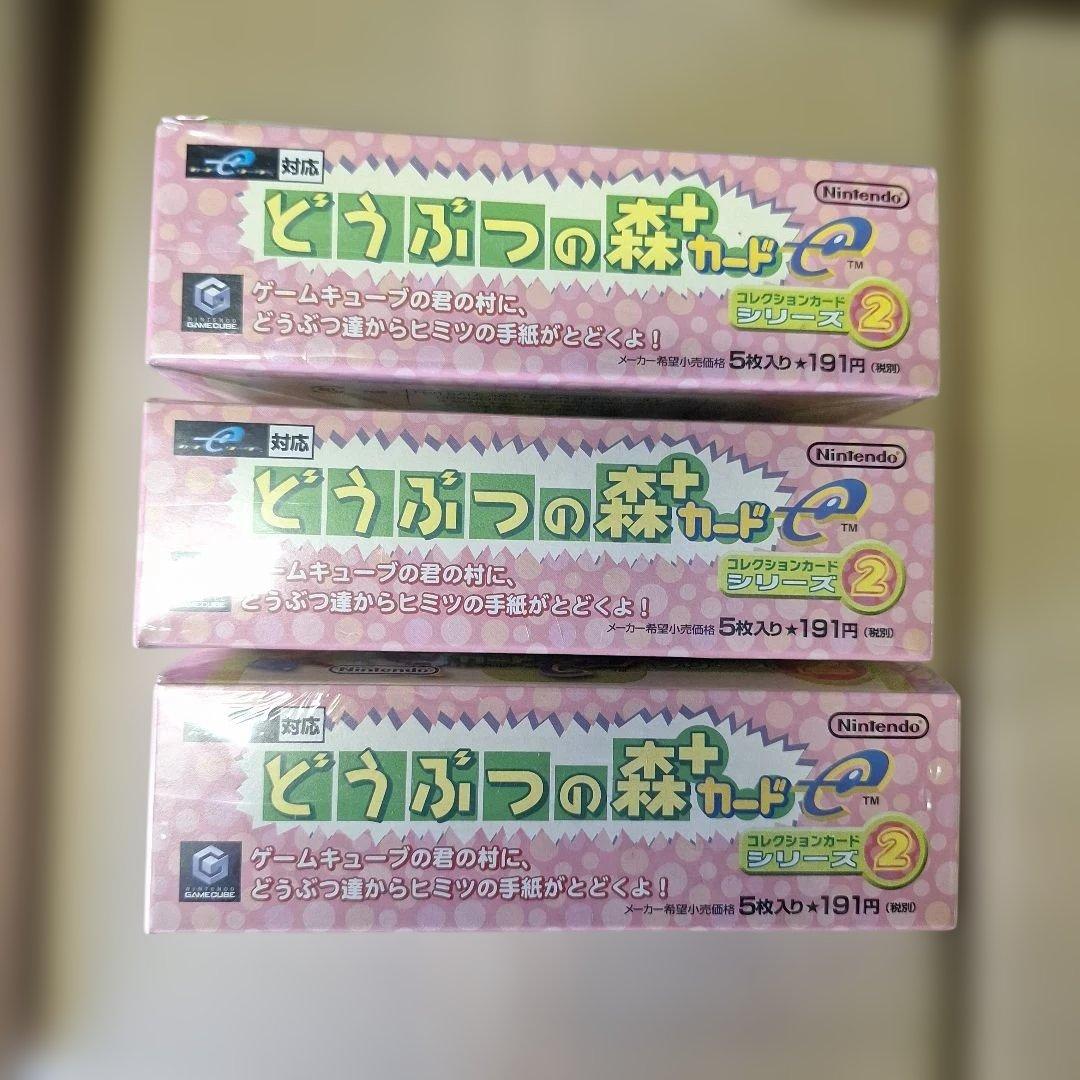 e 対応
Nintendo
どうぶつの森+カードe TM
NINTENDO GAMECUBE
ゲームキューブの君の村に、
どうぶつ達からヒミツの手紙がとどくよ!
コレクションカード
シリーズ2
メーカー希望小売価格 5枚入り★191円(税別)
e 対応
Nintendo
どうぶつの森+カードe TM
ームキューブの君の村に、
どうぶつ達からヒミツの手紙がとどくよ!
コレクションカード
シリーズ2
メーカー希望小売価格 5枚入り★191円(税別)
Nintendo
対応
Nintendo
どうぶつの森+カードe TM
NINTENDO GAMECUBE
ゲームキューブの君の村に、
どうぶつ達からヒミツの手紙がとどくよ!
コレクションカード
シリーズ2
メーカー希望小売価格 5枚入り★191円(税別)